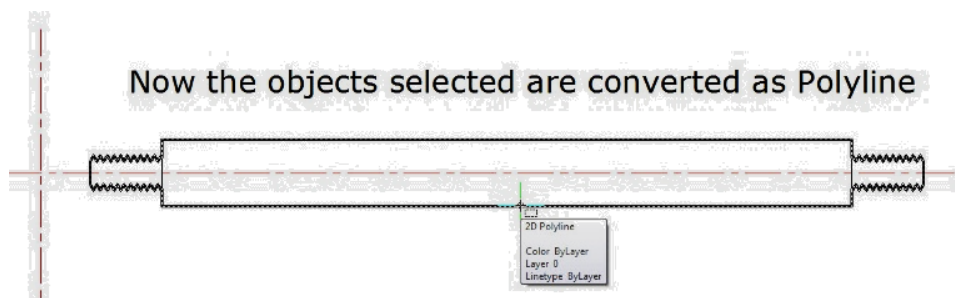 Now the objects selected are converted as Polyline
2D Polyline
Color ByLayer
Layer 0
Linetype ByLayer